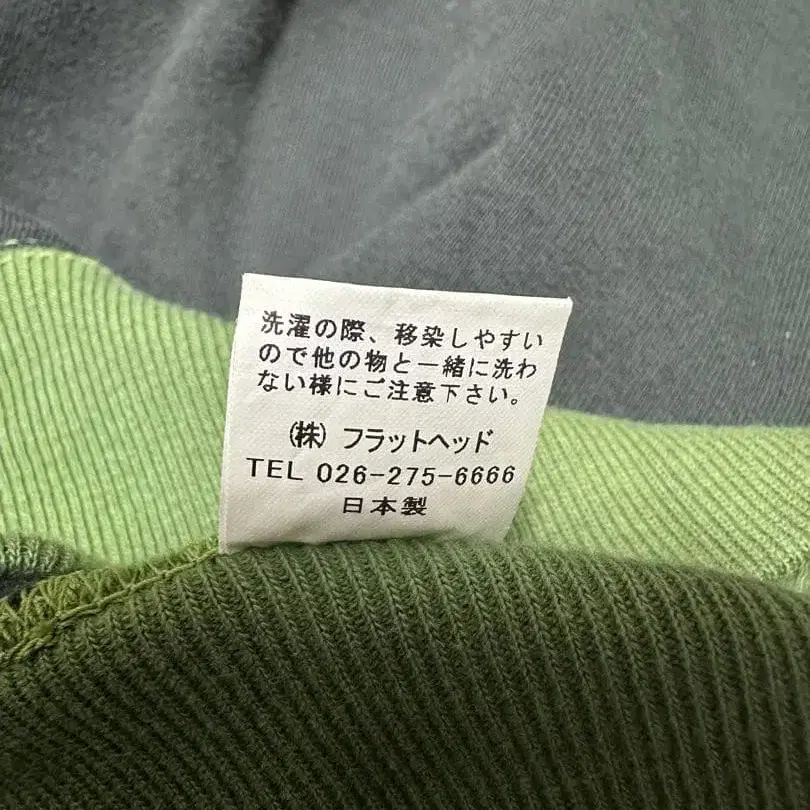 洗濯の際、移染しやすい
ので他の物と一緒に洗わ
ない様にご注意下さい。
㈱ フラットヘッド
TEL 026-275-6666
日本製